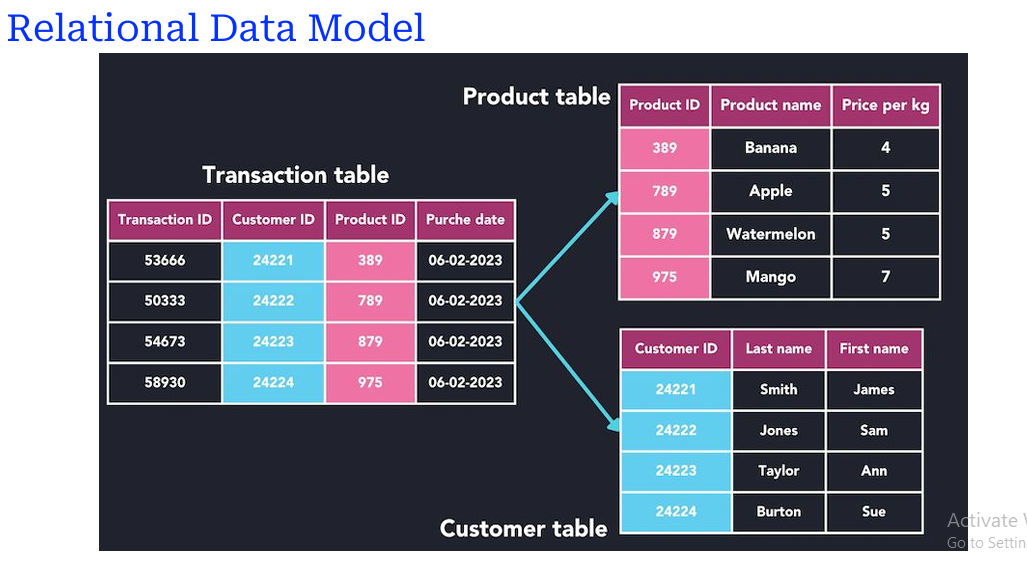 Relational Data Model
Product table
Product ID Product name Price per kg
389 Banana 4
789 Apple 5
879 Watermelon 5
975 Mango 7
Transaction table
Transaction ID Customer ID Product ID Purche date
53666 24221 389 06-02-2023
50333 24222 789 06-02-2023
54673 24223 879 06-02-2023
58930 24224 975 06-02-2023
Customer ID Last name First name
24221 Smith James
24222 Jones Sam
24223 Taylor Ann
24224 Burton Sue
Customer table
Activate
Go to Settin